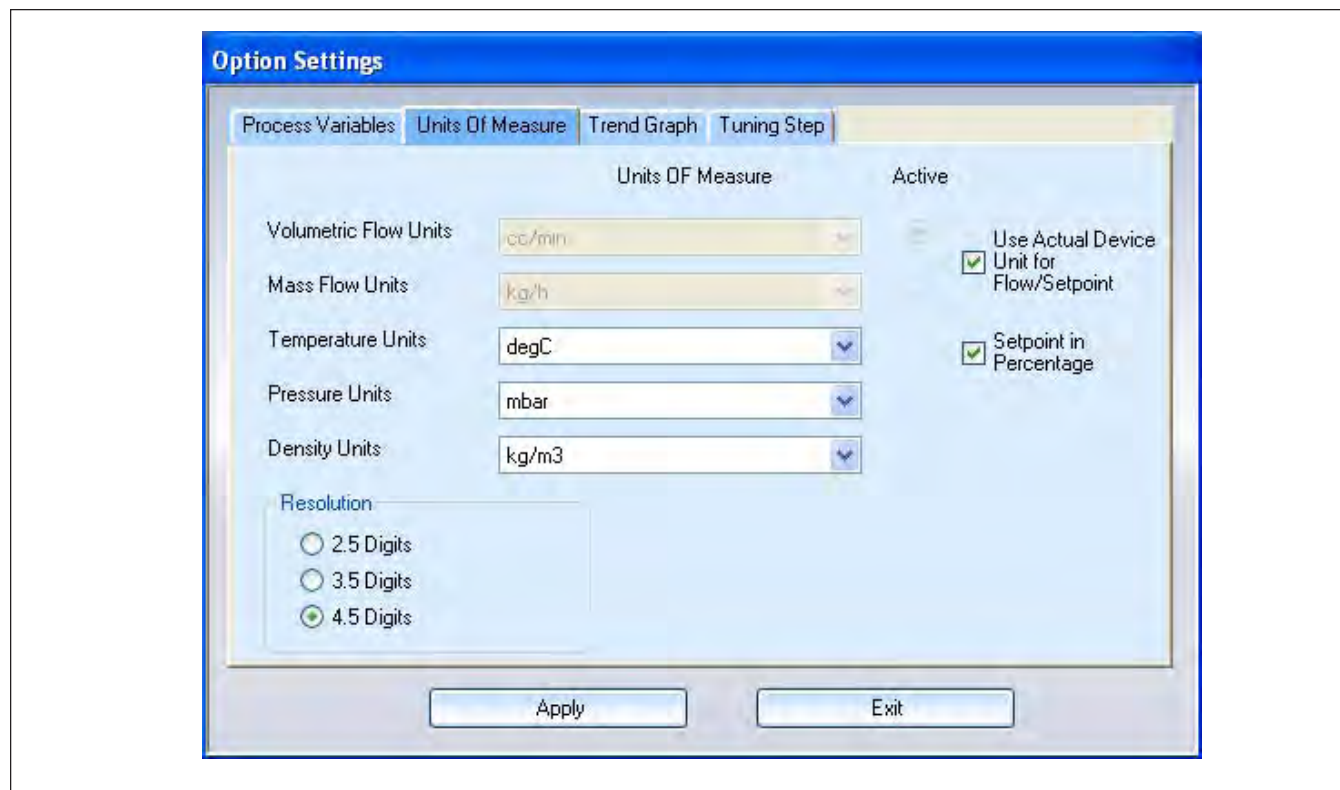 Option Settings
Process Variables Units Of Measure Trend Graph Tuning Step
Units OF Measure Active
Volumetric Flow Units cc/min
Use Actual Device
Unit for
Flow/Setpoint
Mass Flow Units kg/h
Temperature Units degC
Setpoint in
Percentage
Pressure Units mbar
Density Units kg/m3
Resolution
2.5 Digits
3.5 Digits
4.5 Digits
Apply Exit